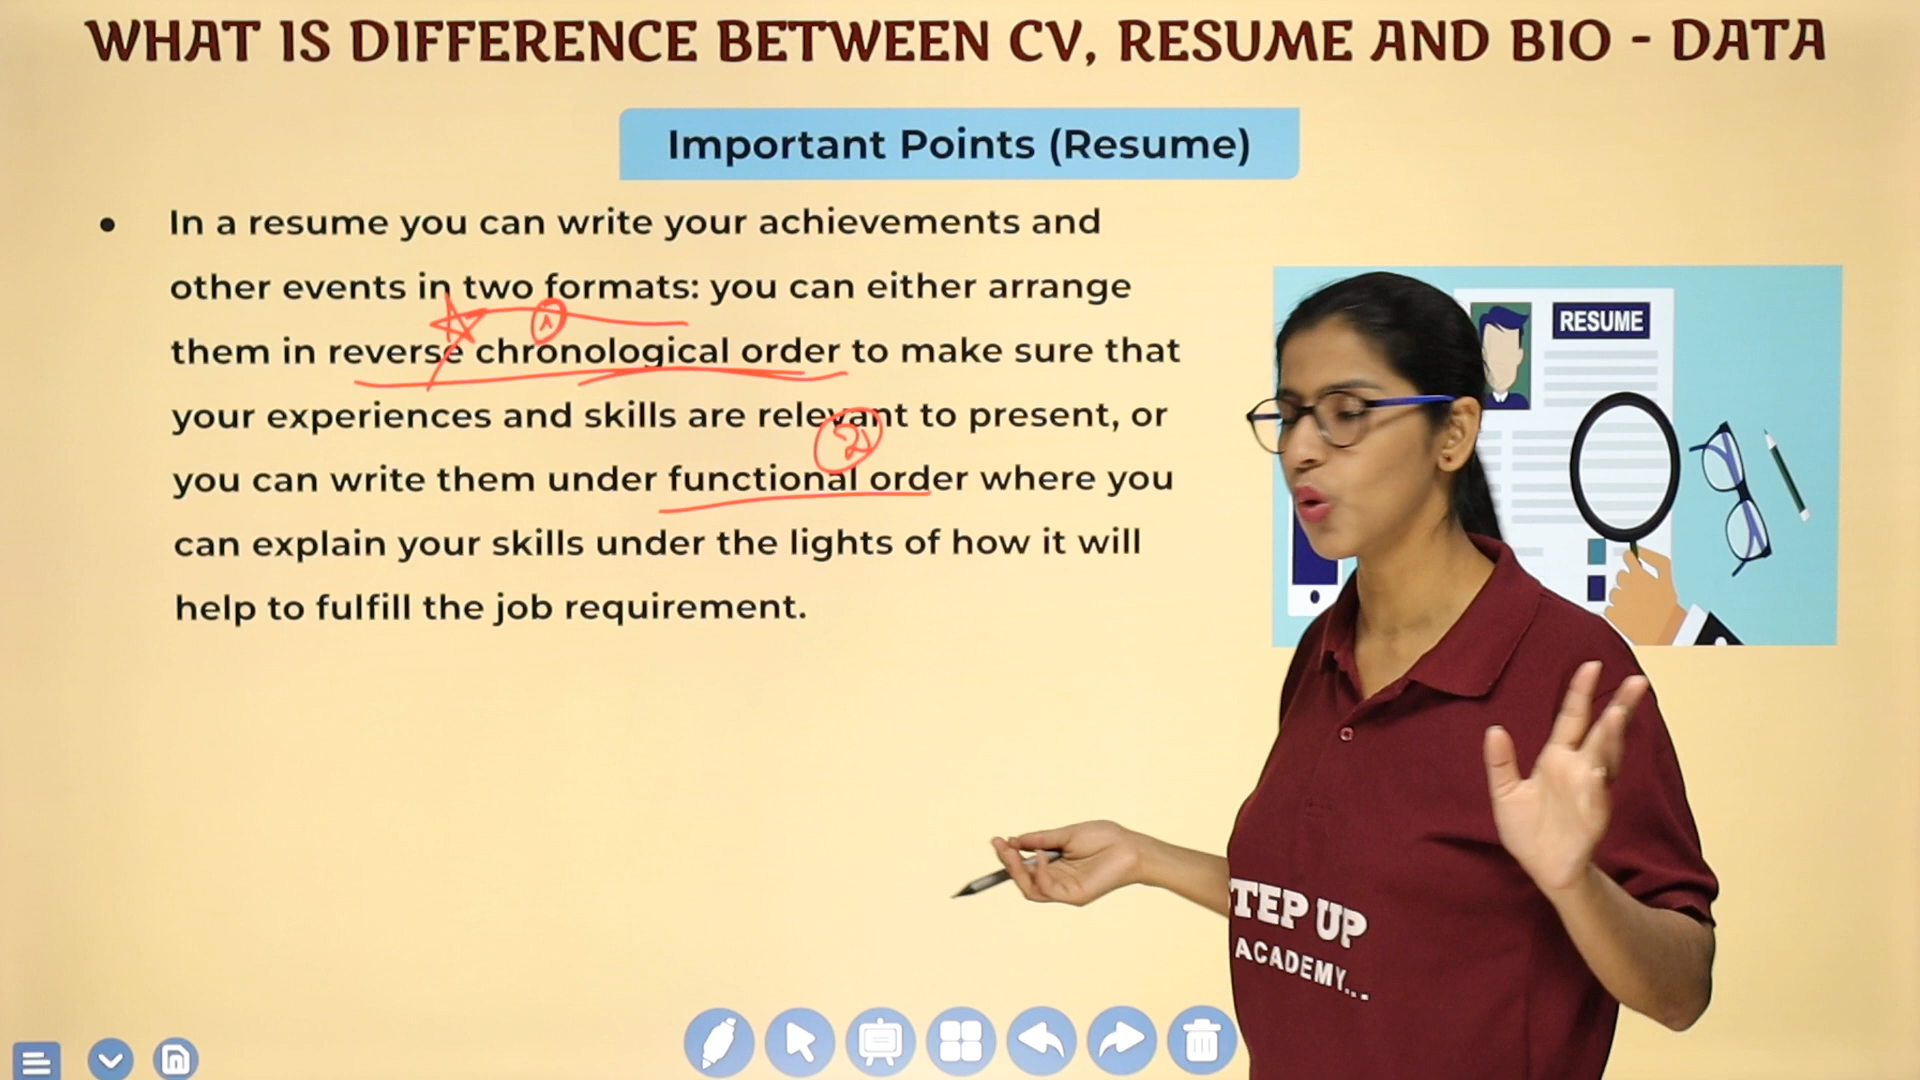 WHAT IS DIFFERENCE BETWEEN CV, RESUME AND BIO - DATA
Important Points (Resume)
• In a resume you can write your achievements and
other events in two formats: you can either arrange
them in reverse chronological order to make sure that
your experiences and skills are relevant to present, or
you can write them under functional order where you
can explain your skills under the lights of how it will
help to fulfill the job requirement.
1
2
RESUME
STEP UP
ACADEMY...